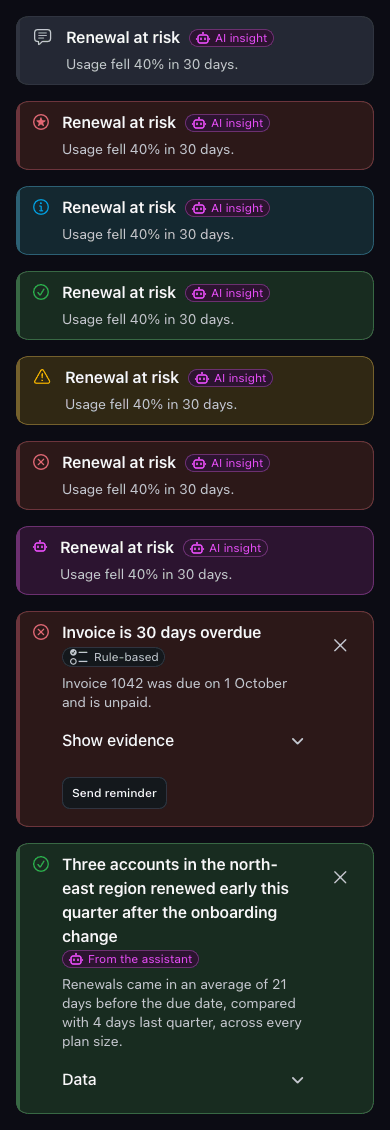 Renewal at risk AI insight
Usage fell 40% in 30 days.
Renewal at risk AI insight
Usage fell 40% in 30 days.
Renewal at risk AI insight
Usage fell 40% in 30 days.
Renewal at risk AI insight
Usage fell 40% in 30 days.
Renewal at risk AI insight
Usage fell 40% in 30 days.
Renewal at risk AI insight
Usage fell 40% in 30 days.
Renewal at risk AI insight
Usage fell 40% in 30 days.
Invoice is 30 days overdue
Rule-based
Invoice 1042 was due on 1 October
and is unpaid.
Show evidence
Send reminder
Three accounts in the north-
east region renewed early this
quarter after the onboarding
change
From the assistant
Renewals came in an average of 21
days before the due date, compared
with 4 days last quarter, across every
plan size.
Data